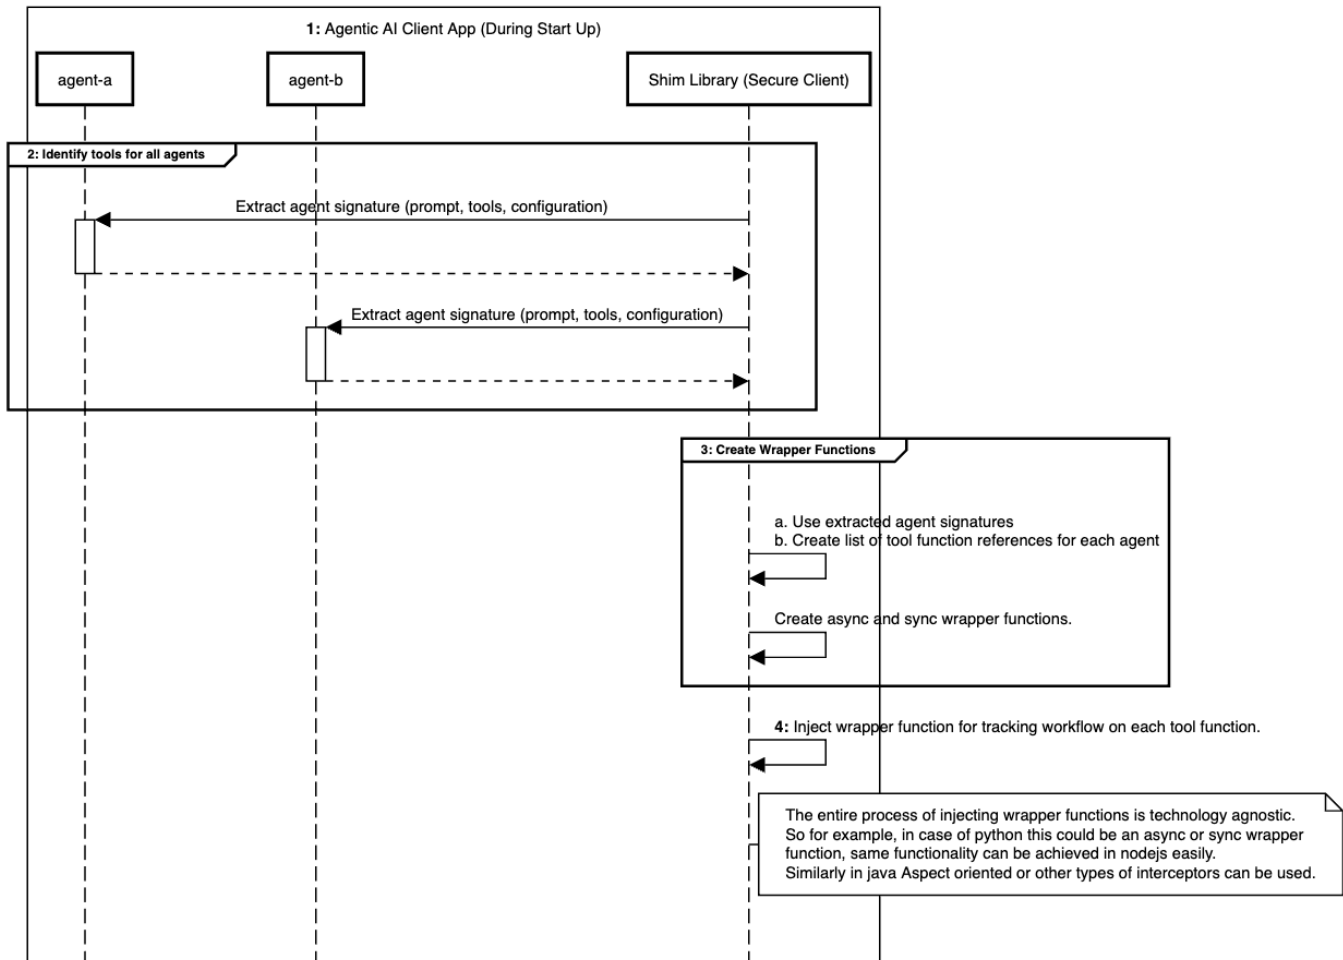 1: Agentic AI Client App (During Start Up)
agent-a
agent-b
Shim Library (Secure Client)
2: Identify tools for all agents
Extract agent signature (prompt, tools, configuration)
Extract agent signature (prompt, tools, configuration)
3: Create Wrapper Functions
a. Use extracted agent signatures
b. Create list of tool function references for each agent
Create async and sync wrapper functions.
4: Inject wrapper function for tracking workflow on each tool function.
The entire process of injecting wrapper functions is technology agnostic.
So for example, in case of python this could be an async or sync wrapper
function, same functionality can be achieved in nodejs easily.
Similarly in java Aspect oriented or other types of interceptors can be used.